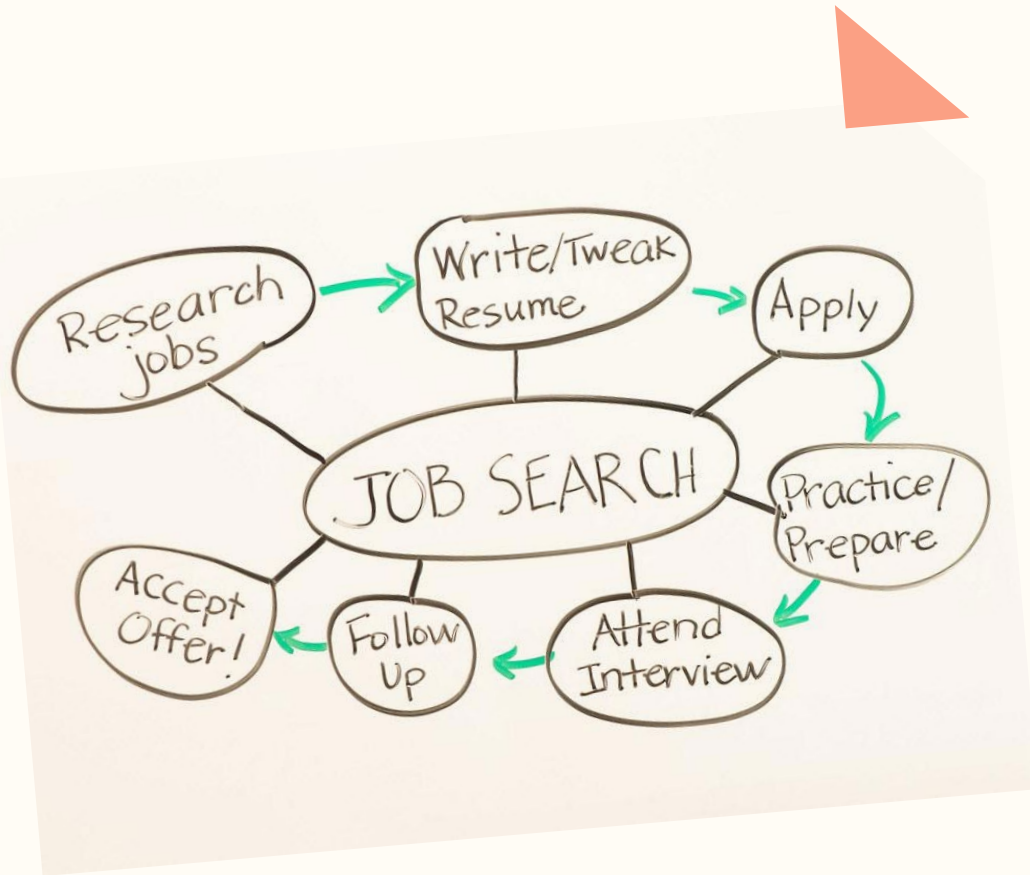 Research
jobs
Write/Tweak
Resume
Apply
JOB SEARCH
Practice/
Prepare
Attend
Interview
Follow
Up
Accept
Offer!